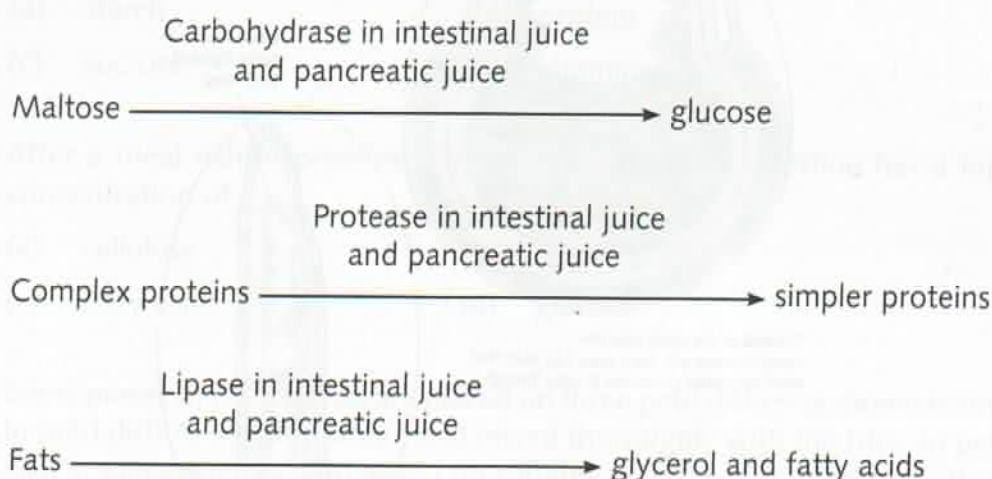 Carbohydrase in intestinal juice
and pancreatic juice
Maltose glucose
Protease in intestinal juice
and pancreatic juice
Complex proteins simpler proteins
Lipase in intestinal juice
and pancreatic juice
Fats glycerol and fatty acids